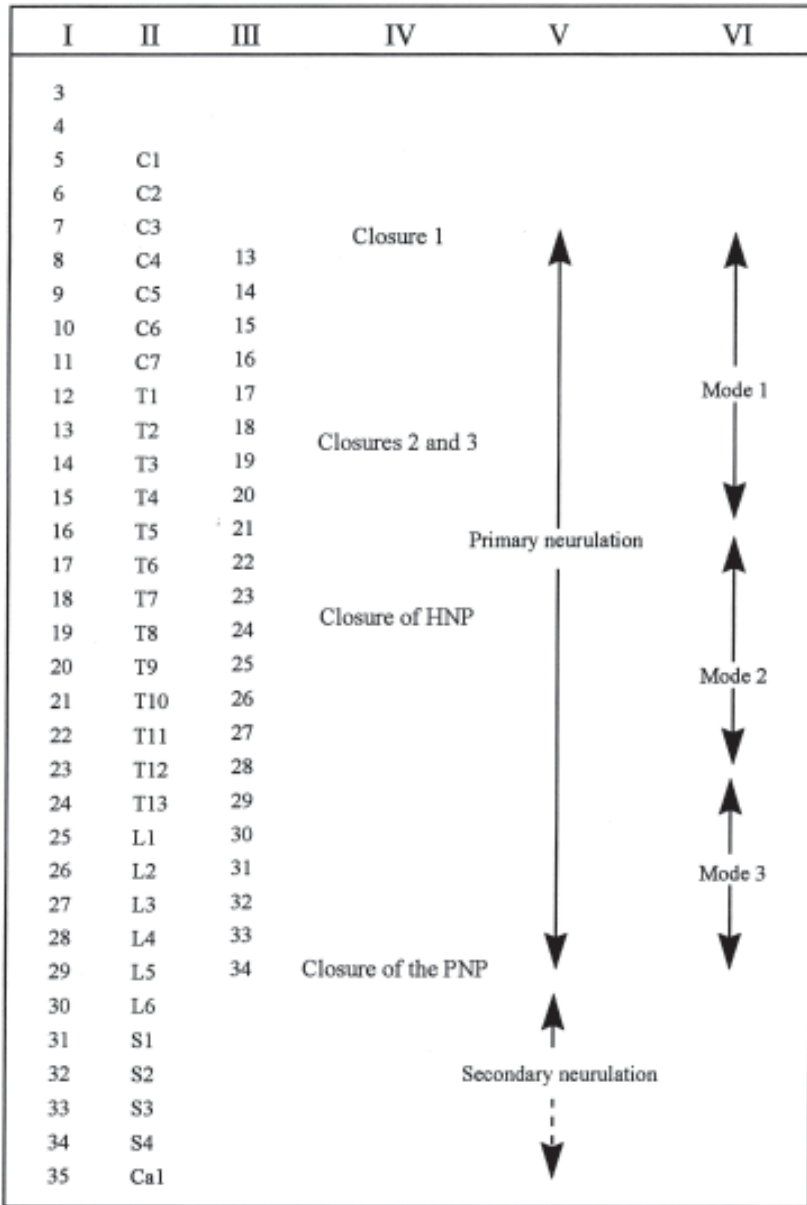 I II III IV V VI
3
4
5 C1
6 C2
7 C3
Closure 1
8 C4 13
9 C5 14
10 C6 15
11 C7 16
12 T1 17 Mode 1
13 T2 18
Closures 2 and 3
14 T3 19
15 T4 20
16 T5 21 Primary neurulation
17 T6 22
18 T7 23
Closure of HNP
19 T8 24
20 T9 25 Mode 2
21 T10 26
22 T11 27
23 T12 28
24 T13 29
25 L1 30
26 L2 31 Mode 3
27 L3 32
28 L4 33
29 L5 34 Closure of the PNP
30 L6
31 S1
32 S2 Secondary neurulation
33 S3
34 S4
35 Ca1